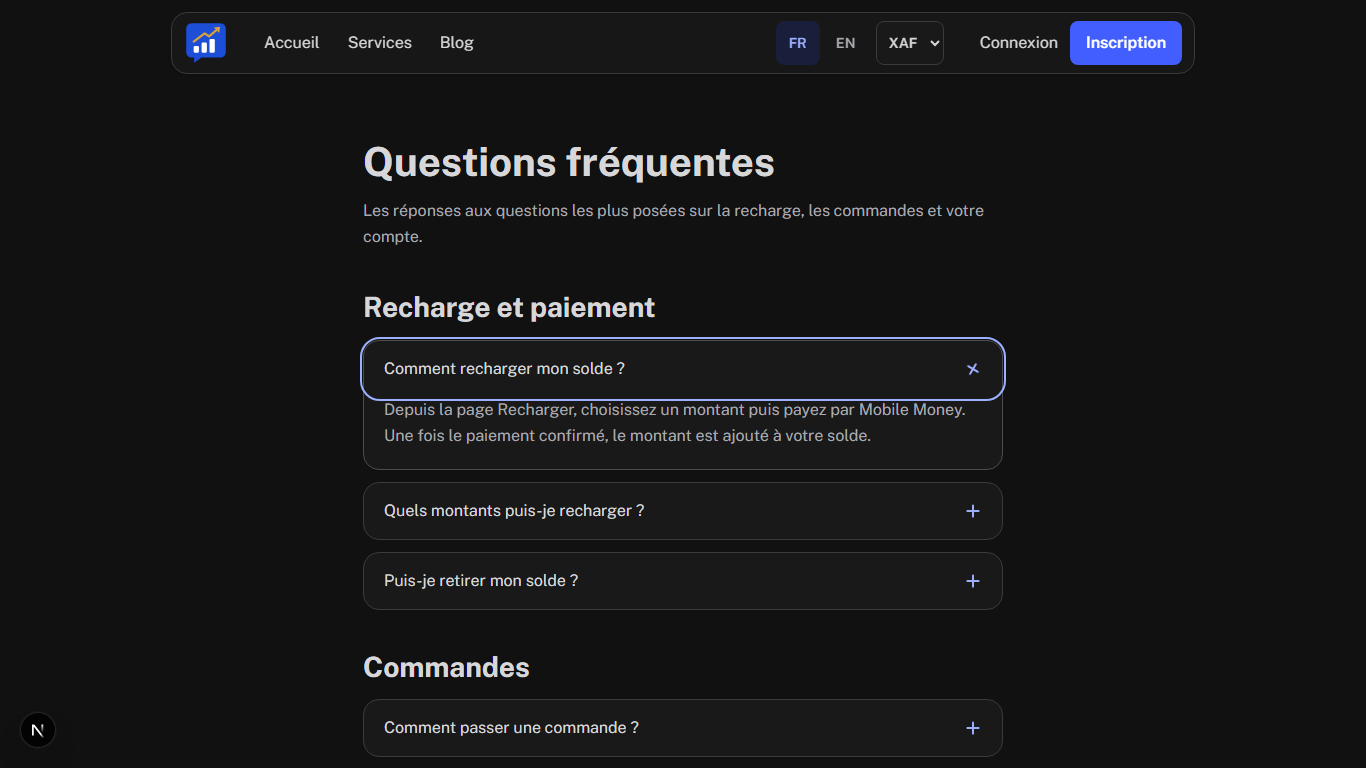 Accueil Services Blog FR EN XAF Connexion Inscription
Questions fréquentes
Les réponses aux questions les plus posées sur la recharge, les commandes et votre
compte.
Recharge et paiement
Comment recharger mon solde ?
Depuis la page Recharger, choisissez un montant puis payez par Mobile Money.
Une fois le paiement confirmé, le montant est ajouté à votre solde.
Quels montants puis-je recharger ?
Puis-je retirer mon solde ?
Commandes
Comment passer une commande ?
N